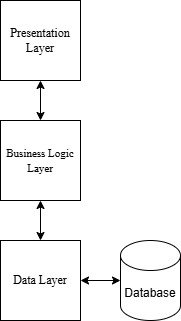 Presentation
Layer
Business Logic
Layer
Data Layer
Database